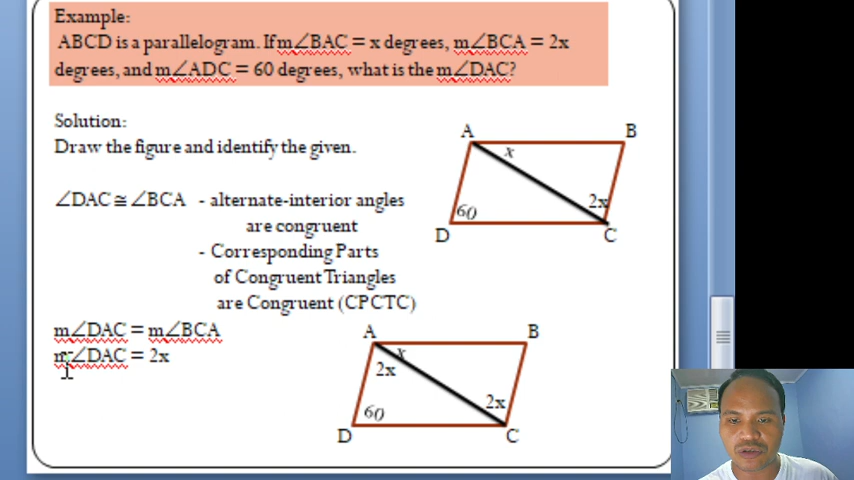 Example:
ABCD is a parallelogram. If m∠BAC = x degrees, m∠BCA = 2x
degrees, and m∠ADC = 60 degrees, what is the m∠DAC?
Solution:
Draw the figure and identify the given.
∠DAC ≅ ∠BCA - alternate-interior angles
are congruent
- Corresponding Parts
of Congruent Triangles
are Congruent (CPCTC)
m∠DAC = m∠BCA
m∠DAC = 2x
A
B
x
2x
60
D
C
A
B
x
2x
2x
60
D
C